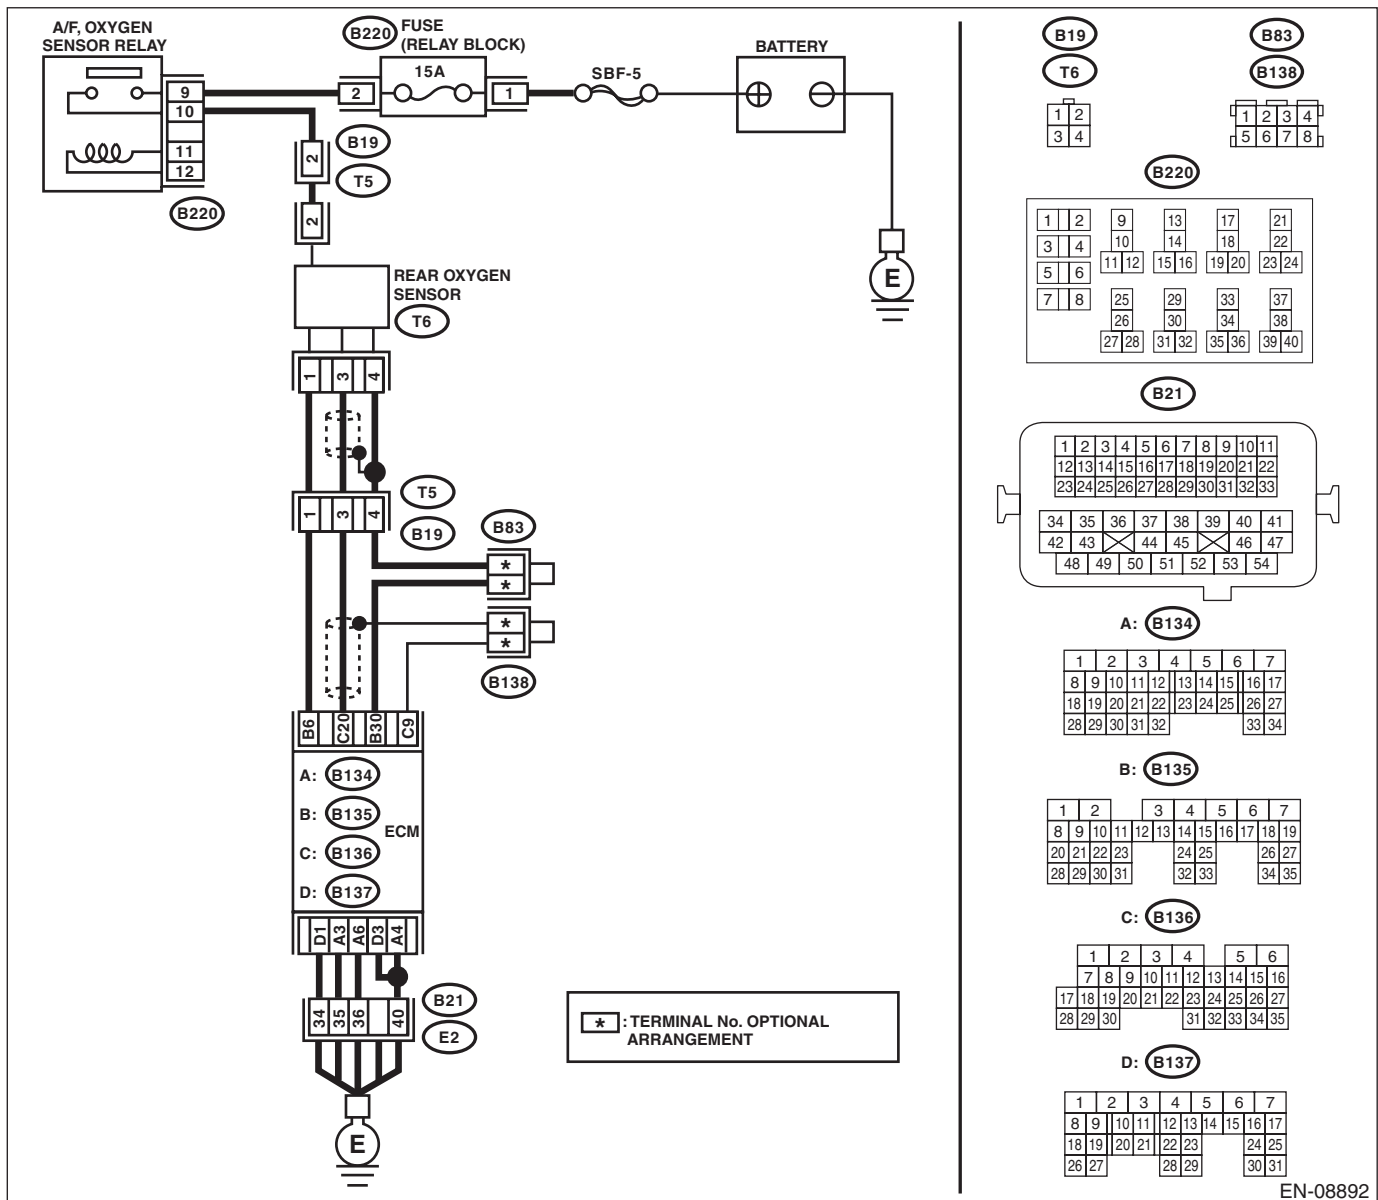 A/F, OXYGEN
SENSOR RELAY
B220
FUSE
(RELAY BLOCK)
15A
SBF-5
BATTERY
9
10
11
12
2
1
B220
2
B19
T5
2
E
REAR OXYGEN
SENSOR
T6
1 3 4
1 3 4
T5
B19
B83
*
*
*
*
B138
B6 C20 B30 C9
A: B134
B: B135
C: B136
D: B137
ECM
D1 A3 A6 D3 A4
34 35 36 40
B21
E2
E
* : TERMINAL No. OPTIONAL
ARRANGEMENT
B19
T6
1 2
3 4
B83
B138
1 2 3 4
5 6 7 8
B220
1 2 9 13 17 21
3 4 10 14 18 22
5 6 11 12 15 16 19 20 23 24
7 8 25 29 33 37
26 30 34 38
27 28 31 32 35 36 39 40
B21
1 2 3 4 5 6 7 8 9 10 11
12 13 14 15 16 17 18 19 20 21 22
23 24 25 26 27 28 29 30 31 32 33
34 35 36 37 38 39 40 41
42 43 44 45 46 47
48 49 50 51 52 53 54
A: B134
1 2 3 4 5 6 7
8 9 10 11 12 13 14 15 16 17
18 19 20 21 22 23 24 25 26 27
28 29 30 31 32 33 34
B: B135
1 2 3 4 5 6 7
8 9 10 11 12 13 14 15 16 17 18 19
20 21 22 23 24 25 26 27
28 29 30 31 32 33 34 35
C: B136
1 2 3 4 5 6
7 8 9 10 11 12 13 14 15 16
17 18 19 20 21 22 23 24 25 26 27
28 29 30 31 32 33 34 35
D: B137
1 2 3 4 5 6 7
8 9 10 11 12 13 14 15 16 17
18 19 20 21 22 23 24 25
26 27 28 29 30 31
EN-08892